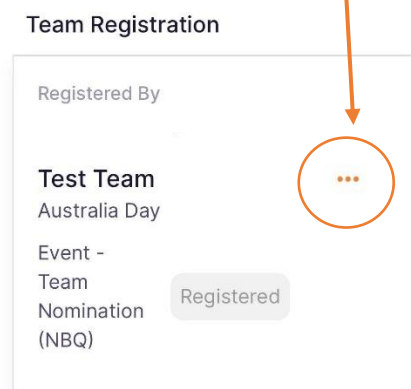 Team Registration
Registered By
Test Team
Australia Day
Event -
Team
Nomination
(NBQ)
Registered